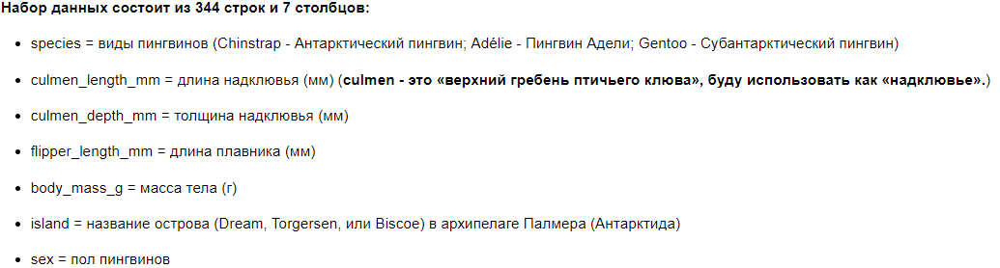 Набор данных состоит из 344 строк и 7 столбцов:
• species = виды пингвинов (Chinstrap - Антарктический пингвин; Adélie - Пингвин Адели; Gentoo - Субантарктический пингвин)
• culmen_length_mm = длина надклювья (мм) (culmen - это «верхний гребень птичьего клюва», буду использовать как «надклювье».)
• culmen_depth_mm = толщина надклювья (мм)
• flipper_length_mm = длина плавника (мм)
• body_mass_g = масса тела (г)
• island = название острова (Dream, Torgersen, или Biscoe) в архипелаге Палмера (Антарктида)
• sex = пол пингвинов